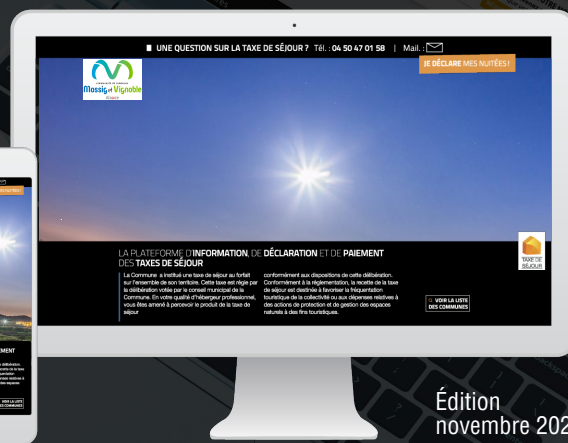 UNE QUESTION SUR LA TAXE DE SÉJOUR ? Tél. : 04 50 47 01 58 | Mail. :
JE DÉCLARE MES NUITÉES !
Mossig et Vignoble
Alsace
LA PLATEFORME D'INFORMATION, DE DÉCLARATION ET DE PAIEMENT
DES TAXES DE SÉJOUR
La Commune a institué une taxe de séjour au forfait
sur l'ensemble de son territoire. Cette taxe est régie par
la délibération votée par le conseil municipal de la
Commune. En votre qualité d'hébergeur professionnel,
vous êtes amené à percevoir le produit de la taxe de
séjour
conformément aux dispositions de cette délibération.
Conformément à la réglementation, la recette de la taxe
de séjour est destinée à favoriser la fréquentation
touristique de la collectivité ou aux dépenses relatives à
des actions de protection et de gestion des espaces
naturels à des fins touristiques.
TAXE DE
SÉJOUR
VOIR LA LISTE
DES COMMUNES
Édition
novembre 202